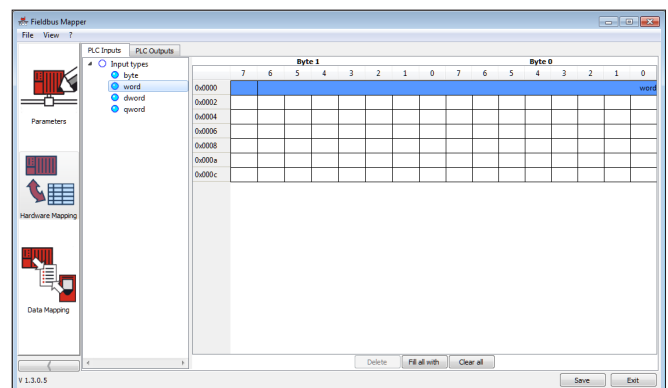 Fieldbus Mapper
File View ?
PLC Inputs PLC Outputs
Input types
byte
word
dword
qword
Byte 1 Byte 0
7 6 5 4 3 2 1 0 7 6 5 4 3 2 1 0
0x0000 word
0x0002
0x0004
0x0006
0x0008
0x000a
0x000c
Parameters
Hardware Mapping
Data Mapping
Delete Fill all with Clear all
V 1.3.0.5 Save Exit